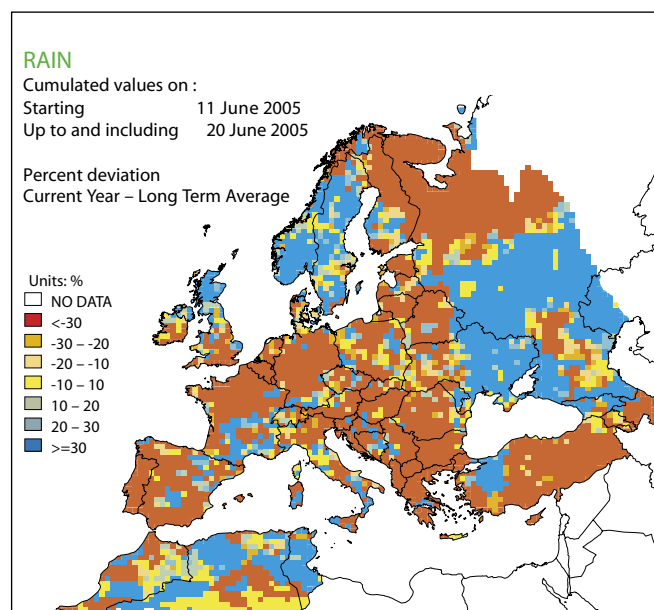 RAIN
Cumulated values on :
Starting 11 June 2005
Up to and including 20 June 2005
Percent deviation
Current Year – Long Term Average
Units: %
NO DATA
<-30
-30 – -20
-20 – -10
-10 – 10
10 – 20
20 – 30
>=30